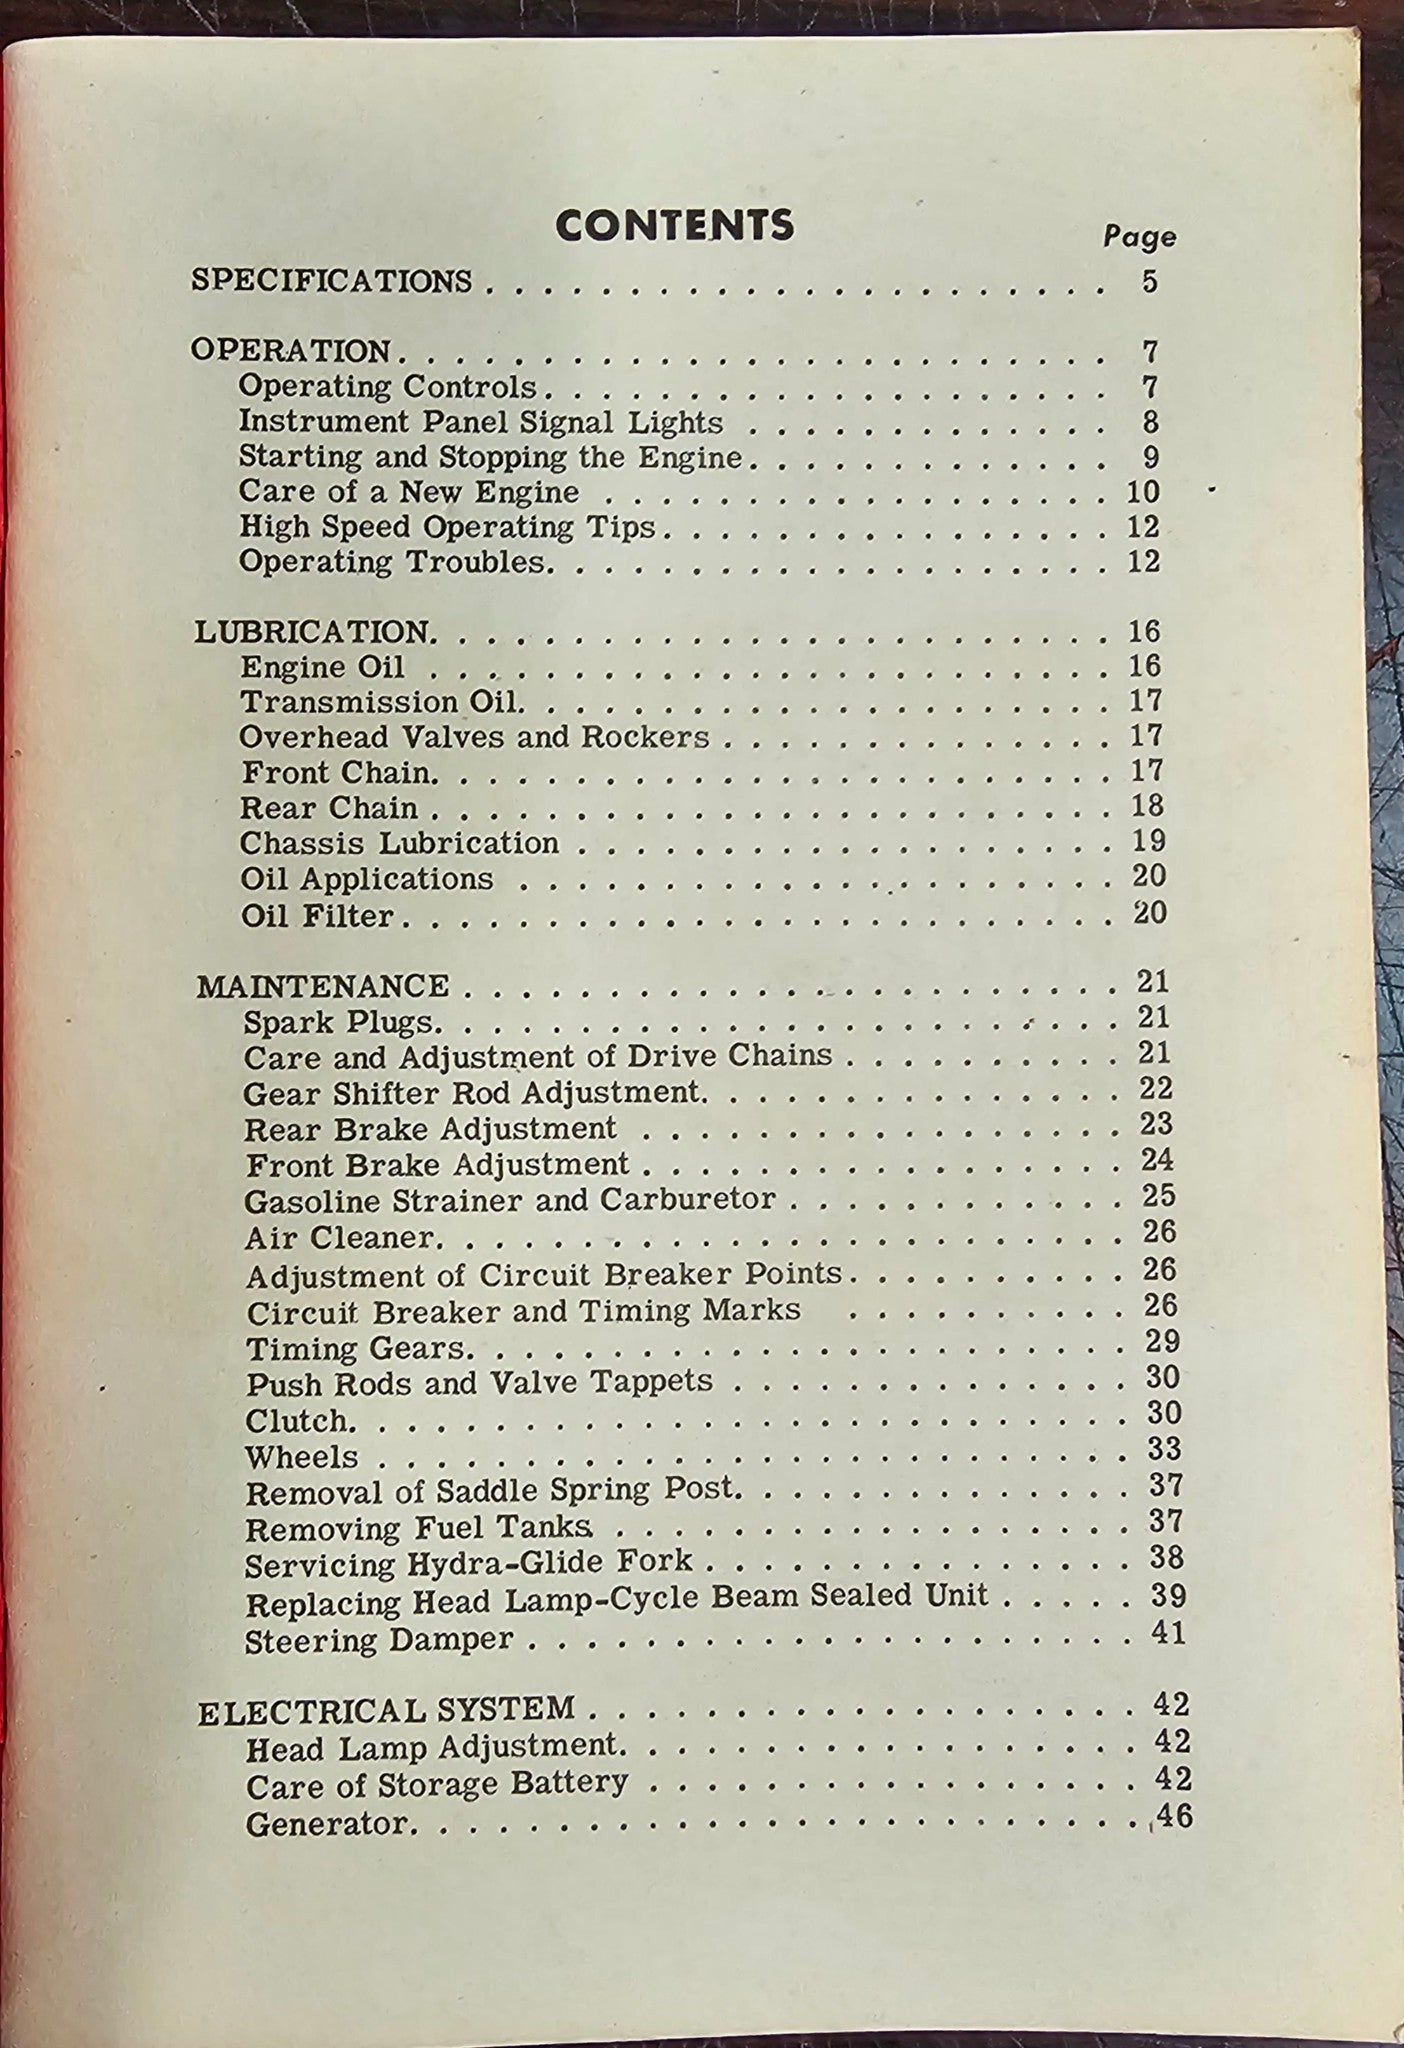 CONTENTS
Page
SPECIFICATIONS . . . . . . . . . . . . . . . . . . . . . . 5
OPERATION. . . . . . . . . . . . . . . . . . . . . . . . . 7
Operating Controls. . . . . . . . . . . . . . . . . . . . 7
Instrument Panel Signal Lights . . . . . . . . . . . . . 8
Starting and Stopping the Engine. . . . . . . . . . . . . 9
Care of a New Engine . . . . . . . . . . . . . . . . . . 10
High Speed Operating Tips. . . . . . . . . . . . . . . . 12
Operating Troubles. . . . . . . . . . . . . . . . . . . . 12
LUBRICATION. . . . . . . . . . . . . . . . . . . . . . . . 16
Engine Oil . . . . . . . . . . . . . . . . . . . . . . . . 16
Transmission Oil. . . . . . . . . . . . . . . . . . . . . 17
Overhead Valves and Rockers . . . . . . . . . . . . . . 17
Front Chain. . . . . . . . . . . . . . . . . . . . . . . . 17
Rear Chain . . . . . . . . . . . . . . . . . . . . . . . . 18
Chassis Lubrication . . . . . . . . . . . . . . . . . . . 19
Oil Applications . . . . . . . . . . . . . . . . . . . . . 20
Oil Filter. . . . . . . . . . . . . . . . . . . . . . . . . 20
MAINTENANCE . . . . . . . . . . . . . . . . . . . . . . . 21
Spark Plugs. . . . . . . . . . . . . . . . . . . . . . . . 21
Care and Adjustment of Drive Chains . . . . . . . . . . 21
Gear Shifter Rod Adjustment. . . . . . . . . . . . . . . 22
Rear Brake Adjustment . . . . . . . . . . . . . . . . . 23
Front Brake Adjustment . . . . . . . . . . . . . . . . . 24
Gasoline Strainer and Carburetor . . . . . . . . . . . . 25
Air Cleaner. . . . . . . . . . . . . . . . . . . . . . . . 26
Adjustment of Circuit Breaker Points. . . . . . . . . . 26
Circuit Breaker and Timing Marks . . . . . . . . . . 26
Timing Gears. . . . . . . . . . . . . . . . . . . . . . . 29
Push Rods and Valve Tappets . . . . . . . . . . . . . . 30
Clutch. . . . . . . . . . . . . . . . . . . . . . . . . . . 30
Wheels . . . . . . . . . . . . . . . . . . . . . . . . . . 33
Removal of Saddle Spring Post. . . . . . . . . . . . . . 37
Removing Fuel Tanks . . . . . . . . . . . . . . . . . . 37
Servicing Hydra-Glide Fork . . . . . . . . . . . . . . . 38
Replacing Head Lamp-Cycle Beam Sealed Unit . . . . . 39
Steering Damper . . . . . . . . . . . . . . . . . . . . . 41
ELECTRICAL SYSTEM . . . . . . . . . . . . . . . . . . . 42
Head Lamp Adjustment. . . . . . . . . . . . . . . . . . 42
Care of Storage Battery . . . . . . . . . . . . . . . . . 42
Generator. . . . . . . . . . . . . . . . . . . . . . . . . 46